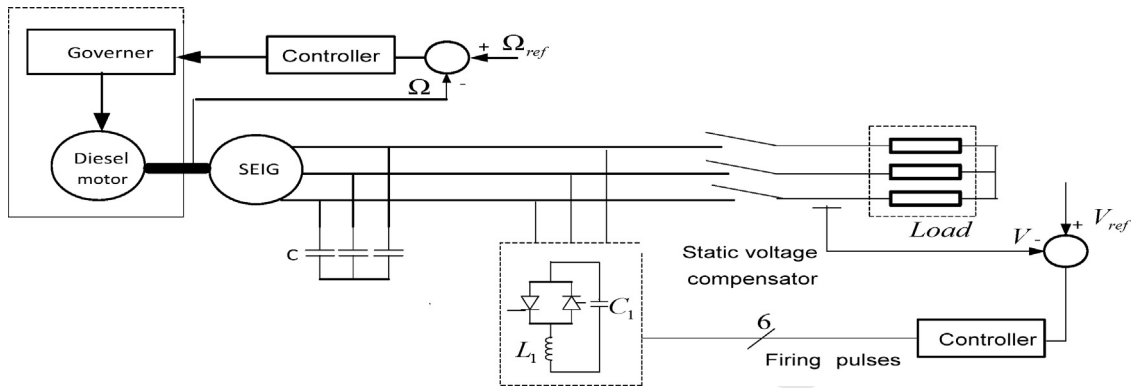 Governer
Controller
+ Ω_ref
Ω -
Diesel
motor
SEIG
C
Load
+ V_ref
V -
Static voltage
compensator
C_1
L_1
6
Firing pulses
Controller